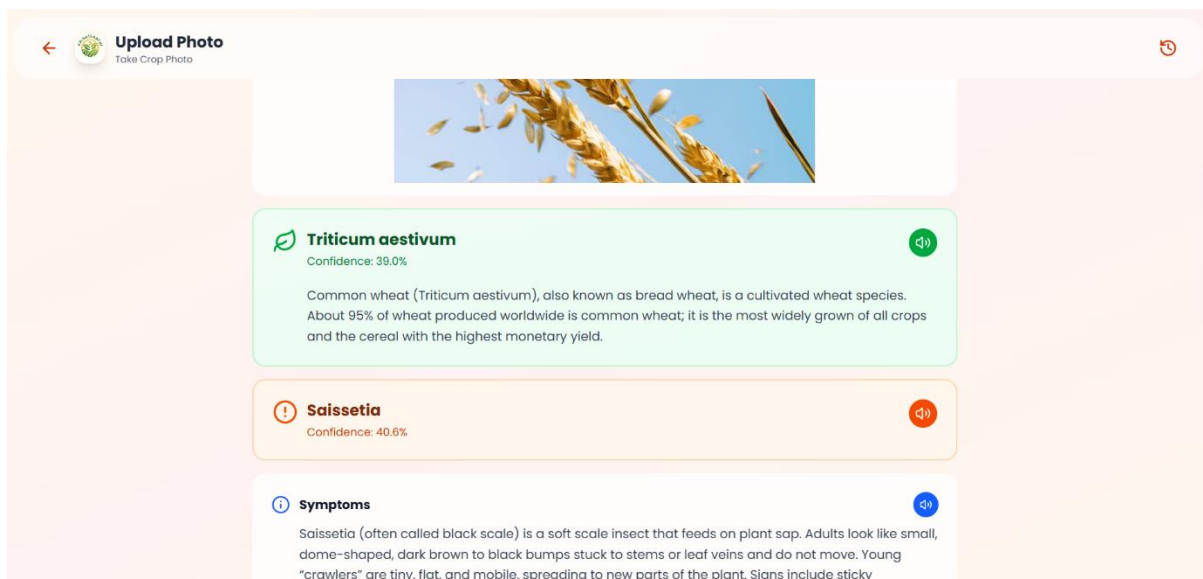 Upload Photo
Take Crop Photo
Triticum aestivum
Confidence: 39.0%
Common wheat (Triticum aestivum), also known as bread wheat, is a cultivated wheat species.
About 95% of wheat produced worldwide is common wheat; it is the most widely grown of all crops
and the cereal with the highest monetary yield.
Saissetia
Confidence: 40.6%
Symptoms
Saissetia (often called black scale) is a soft scale insect that feeds on plant sap. Adults look like small,
dome-shaped, dark brown to black bumps stuck to stems or leaf veins and do not move. Young
“crawlers” are tiny, flat, and mobile, spreading to new parts of the plant. Signs include sticky